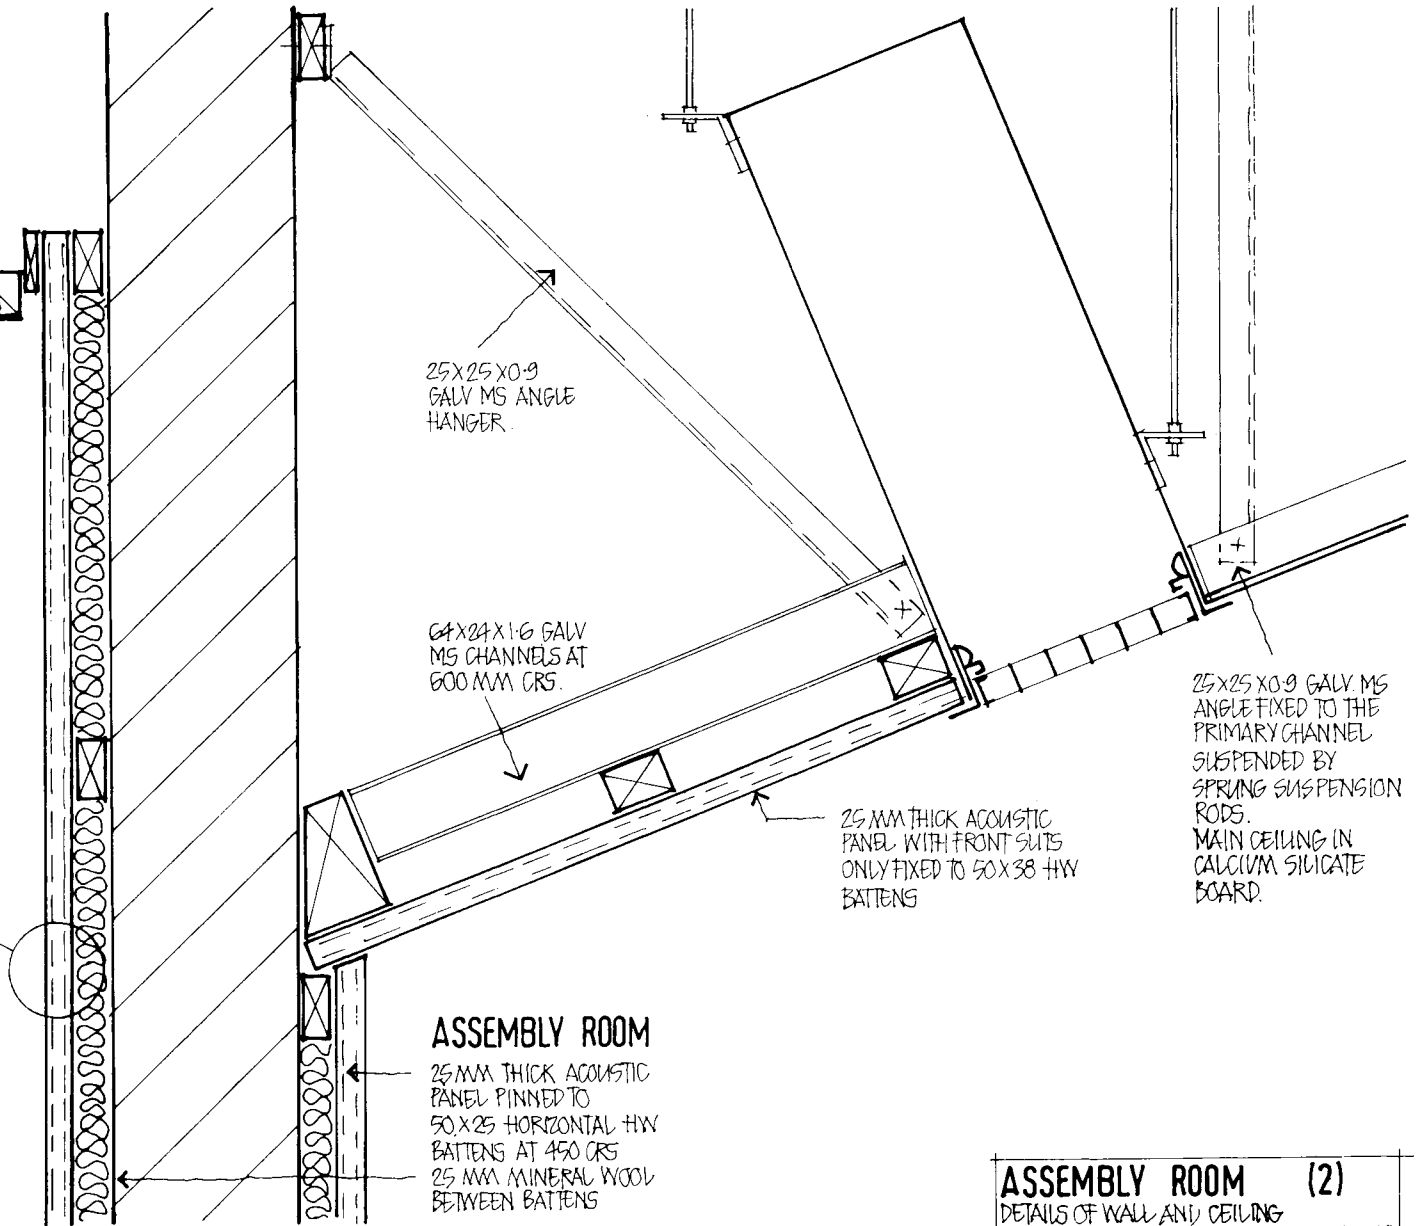 25X25X0·9
GALV MS ANGLE
HANGER.
64X24X1·6 GALV
MS CHANNELS AT
600 MM CRS.
25X25X0·9 GALV. MS
ANGLE FIXED TO THE
PRIMARY CHANNEL
SUSPENDED BY
SPRUNG SUSPENSION
RODS.
MAIN CEILING IN
CALCIUM SILICATE
BOARD.
25 MM THICK ACOUSTIC
PANEL WITH FRONT SLITS
ONLY FIXED TO 50X38 HW
BATTENS
ASSEMBLY ROOM
25MM THICK ACOUSTIC
PANEL PINNED TO
50X25 HORIZONTAL HW
BATTENS AT 450 CRS
25 MM MINERAL WOOL
BETWEEN BATTENS
ASSEMBLY ROOM (2)
DETAILS OF WALL AND CEILING